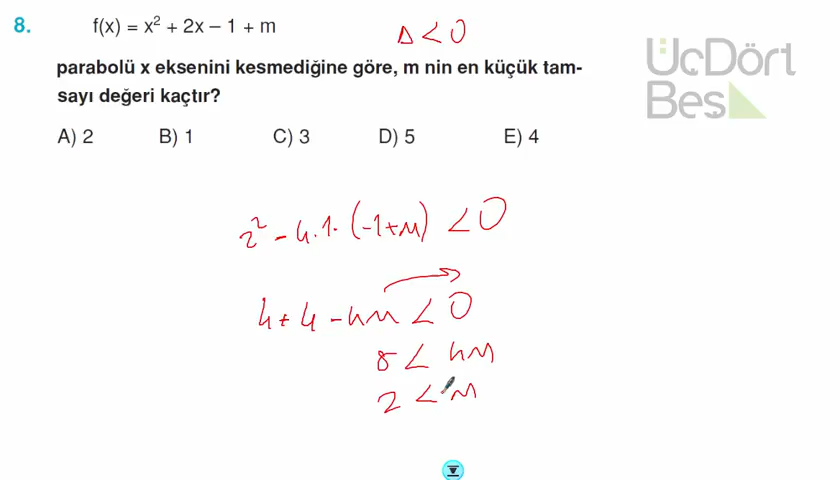 8. f(x) = x² + 2x – 1 + m
Δ < 0
parabolü x eksenini kesmediğine göre, m nin en küçük tam-
sayı değeri kaçtır?
A) 2 B) 1 C) 3 D) 5 E) 4
ÜçDört
Beş
2² - 4.1.(-1+m) < 0
4 + 4 - 4m < 0
8 < 4m
2 < m